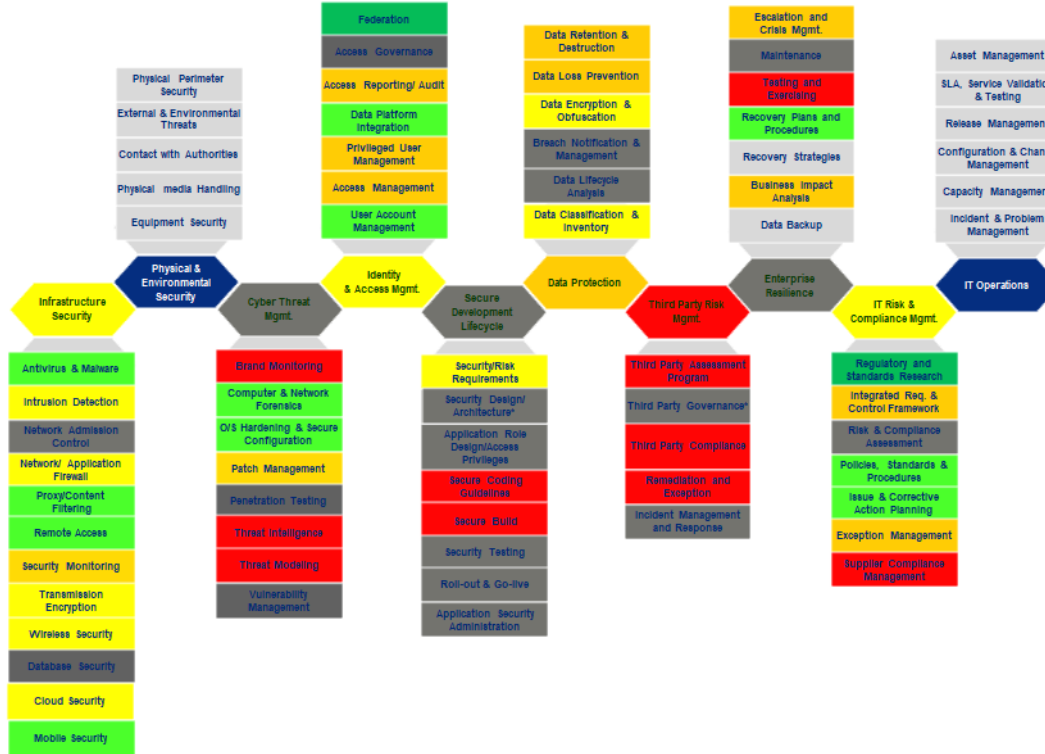 Federation
Access Governance
Access Reporting/ Audit
Data Platform
Integration
Privileged User
Management
Access Management
User Account
Management
Data Retention &
Destruction
Data Loss Prevention
Data Encryption &
Obfuscation
Breach Notification &
Management
Data Lifecycle
Analysis
Data Classification &
Inventory
Escalation and
Crisis Mgmt.
Maintenance
Testing and
Exercising
Recovery Plans and
Procedures
Recovery Strategies
Business Impact
Analysis
Data Backup
Physical Perimeter
Security
External & Environmental
Threats
Contact with Authorities
Physical media Handling
Equipment Security
Asset Management
SLA, Service Validatio
& Testing
Release Management
Configuration & Chan
Management
Capacity Management
Incident & Problem
Management
Infrastructure
Security
Physical &
Environmental
Security
Cyber Threat
Mgmt.
Identity
& Access Mgmt.
Secure
Development
Lifecycle
Data Protection
Third Party Risk
Mgmt.
Enterprise
Resilience
IT Risk &
Compliance Mgmt.
IT Operations
Antivirus & Malware
Intrusion Detection
Network Admission
Control
Network/ Application
Firewall
Proxy/Content
Filtering
Remote Access
Security Monitoring
Transmission
Encryption
Wireless Security
Database Security
Cloud Security
Mobile Security
Brand Monitoring
Computer & Network
Forensics
O/S Hardening & Secure
Configuration
Patch Management
Penetration Testing
Threat Intelligence
Threat Modeling
Vulnerability
Management
Security/Risk
Requirements
Security Design/
Architecture*
Application Role
Design/Access
Privileges
Secure Coding
Guidelines
Secure Build
Security Testing
Roll-out & Go-live
Application Security
Administration
Third Party Assessment
Program
Third Party Governance*
Third Party Compliance
Remediation and
Exception
Incident Management
and Response
Regulatory and
Standards Research
Integrated Req. &
Control Framework
Risk & Compliance
Assessment
Policies, Standards &
Procedures
Issue & Corrective
Action Planning
Exception Management
Supplier Compliance
Management